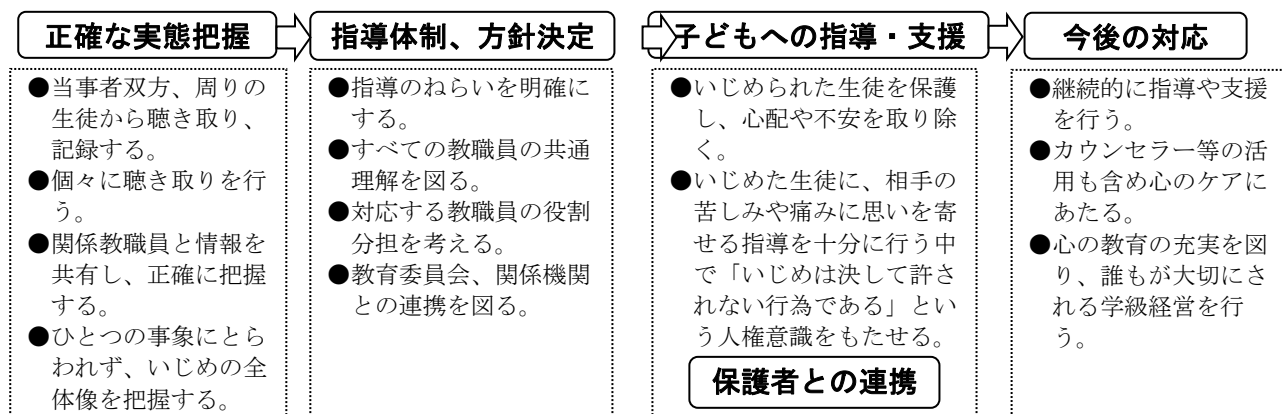 正確な実態把握
●当事者双方、周りの
生徒から聴き取り、
記録する。
●個々に聴き取りを行
う。
●関係教職員と情報を
共有し、正確に把握
する。
●ひとつの事象にとら
われず、いじめの全
体像を把握する。
指導体制、方針決定
●指導のねらいを明確に
する。
●すべての教職員の共通
理解を図る。
●対応する教職員の役割
分担を考える。
●教育委員会、関係機関
との連携を図る。
子どもへの指導・支援
●いじめられた生徒を保護
し、心配や不安を取り除
く。
●いじめた生徒に、相手の
苦しみや痛みに思いを寄
せる指導を十分に行う中
で「いじめは決して許さ
れない行為である」とい
う人権意識をもたせる。
保護者との連携
今後の対応
●継続的に指導や支援
を行う。
●カウンセラー等の活
用も含め心のケアに
あたる。
●心の教育の充実を図
り、誰もが大切にさ
れる学級経営を行
う。